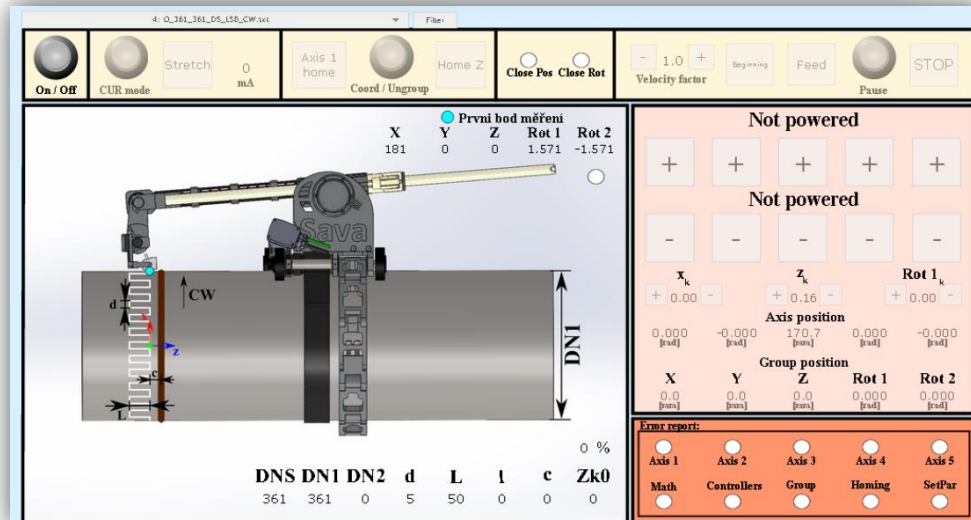 4: O_361_361_DS_LSD_CW.txt Filter
On / Off CUR mode Stretch 0 mA Axis 1 home Coord / Ungroup Home Z Close Pos Close Rot - 1.0 + Velocity factor Beginning Feed Pause STOP
První bod měření
X Y Z Rot 1 Rot 2
181 0 0 1.571 -1.571
Sava
CW
d
x
z
c
L
DN1
0 %
DNS DN1 DN2 d L c Zk0
361 361 0 5 50 0 0 0
Not powered
+ + + + +
Not powered
- - - - -
x_k z_k Rot 1_k
+ 0.00 - + 0.16 - + 0.00 -
Axis position
0.000 -0.000 170.7 0.000 -0.000
[rad] [rad] [mm] [rad] [rad]
Group position
X Y Z Rot 1 Rot 2
0.0 0.0 0.0 0.000 0.000
[mm] [mm] [mm] [rad] [rad]
Error report:
Axis 1 Axis 2 Axis 3 Axis 4 Axis 5
Math Controllers Group Homing SetPar